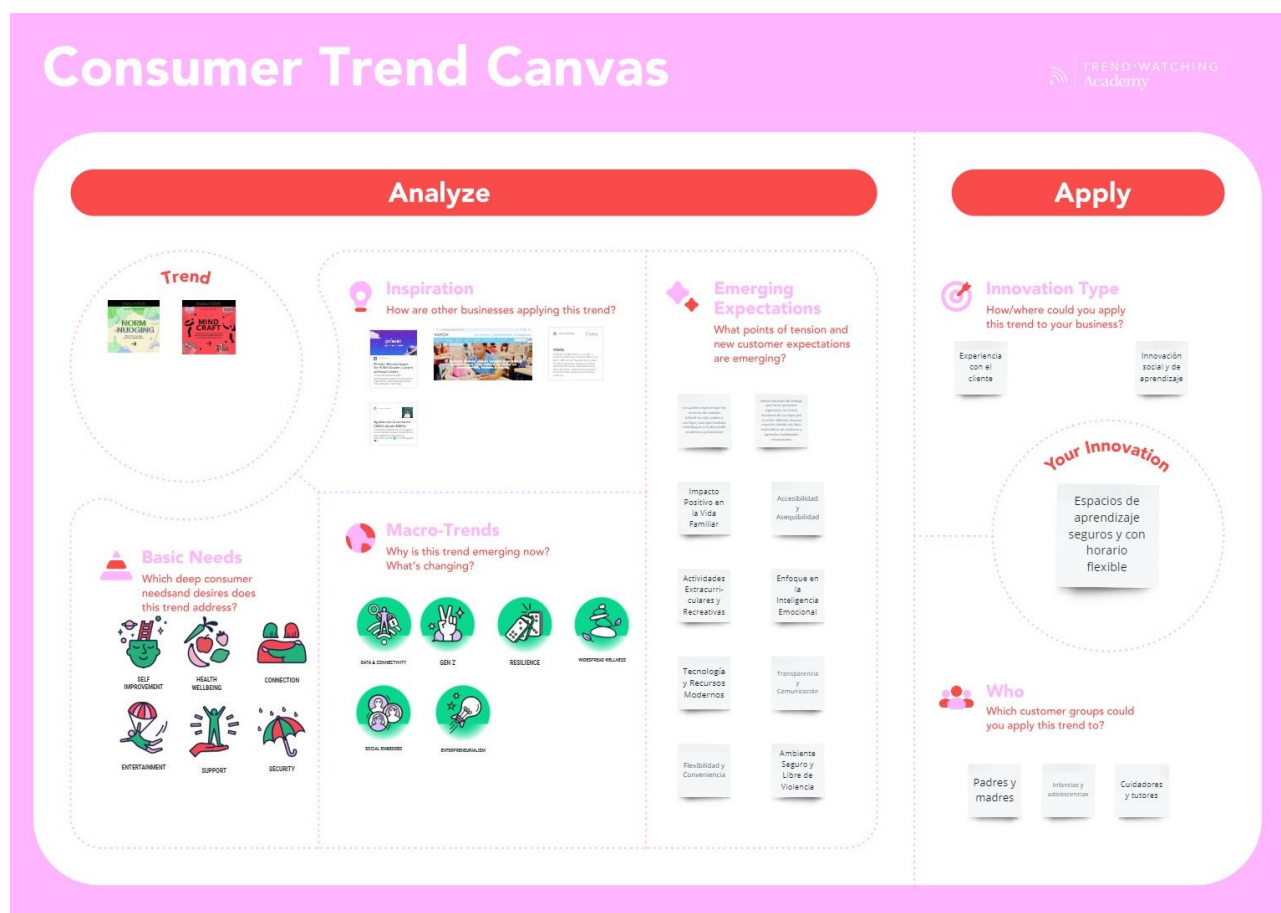 Consumer Trend Canvas
TREND-WATCHING
Academy
Analyze
Trend
NORM
-NUDGING
MIND
CRAFT
Inspiration
How are other businesses applying this trend?
Emerging
Expectations
What points of tension and
new customer expectations
are emerging?
Impacto
Positivo en
la Vida
Familiar
Accesibilidad
y
Asequibilidad
Actividades
Extracurri-
culares y
Recreativas
Enfoque en
la
Inteligencia
Emocional
Tecnología
y Recursos
Modernos
Transparencia
y
Comunicación
Flexibilidad y
Conveniencia
Ambiente
Seguro y
Libre de
Violencia
Basic Needs
Which deep consumer
needsand desires does
this trend address?
SELF
IMPROVEMENT
HEALTH
WELLBEING
CONNECTION
ENTERTAINMENT
SUPPORT
SECURITY
Macro-Trends
Why is this trend emerging now?
What's changing?
DATA & CONNECTIVITY
GEN Z
RESILIENCE
WIDESPREAD WELLNESS
ENTERPRENEURIALISM
Apply
Innovation Type
How/where could you apply
this trend to your business?
Experiencia
con el
cliente
Innovación
social y de
aprendizaje
Your Innovation
Espacios de
aprendizaje
seguros y con
horario
flexible
Who
Which customer groups could
you apply this trend to?
Padres y
madres
Infancias y
adolescencias
Cuidadores
y tutores